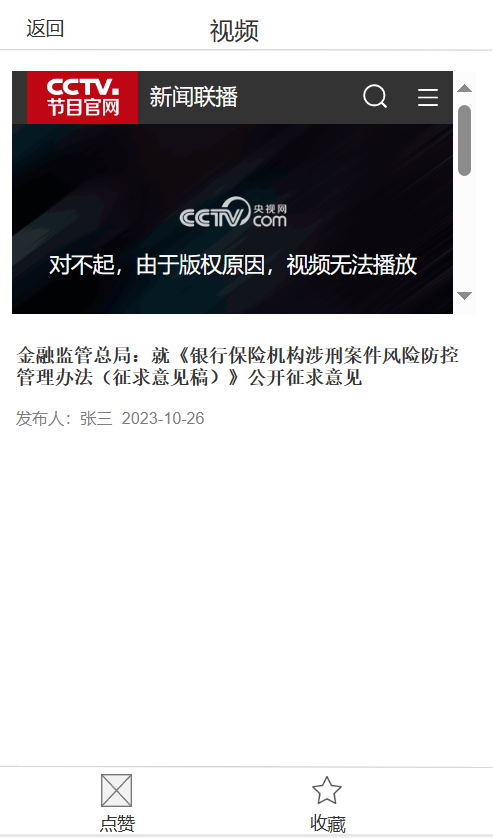 返回
视频
CCTV.
节目官网
新闻联播
CCTV com
央视网
对不起，由于版权原因，视频无法播放
金融监管总局：就《银行保险机构涉刑案件风险防控
管理办法（征求意见稿）》公开征求意见
发布人：张三 2023-10-26
点赞
收藏